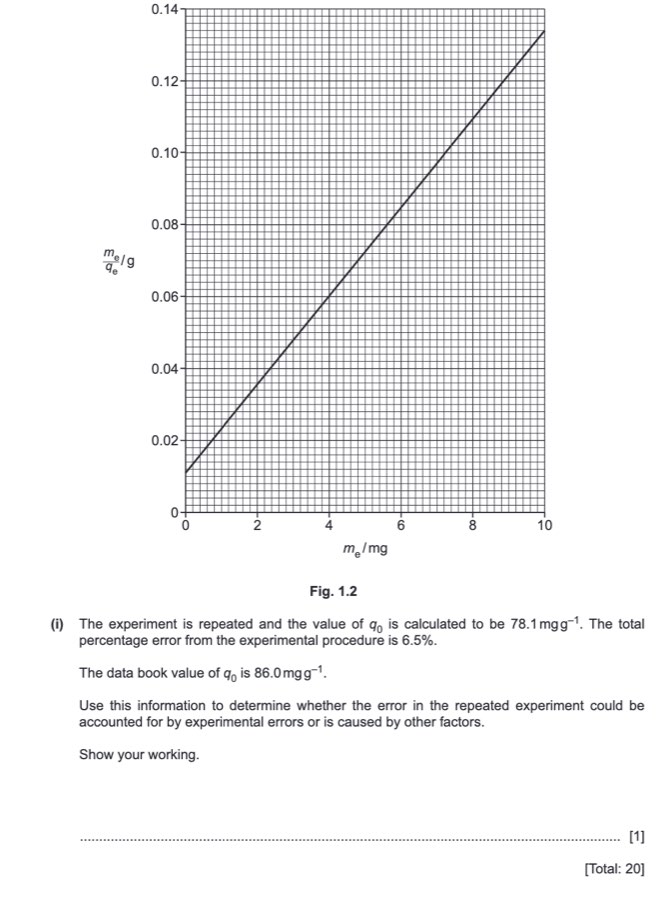 0.14
0.12
0.10
0.08
mₑ/qₑ /g
0.06
0.04
0.02
0
0 2 4 6 8 10
mₑ/mg
Fig. 1.2
(i) The experiment is repeated and the value of q₀ is calculated to be 78.1 mg g⁻¹. The total
percentage error from the experimental procedure is 6.5%.
The data book value of q₀ is 86.0 mg g⁻¹.
Use this information to determine whether the error in the repeated experiment could be
accounted for by experimental errors or is caused by other factors.
Show your working.
[1]
[Total: 20]